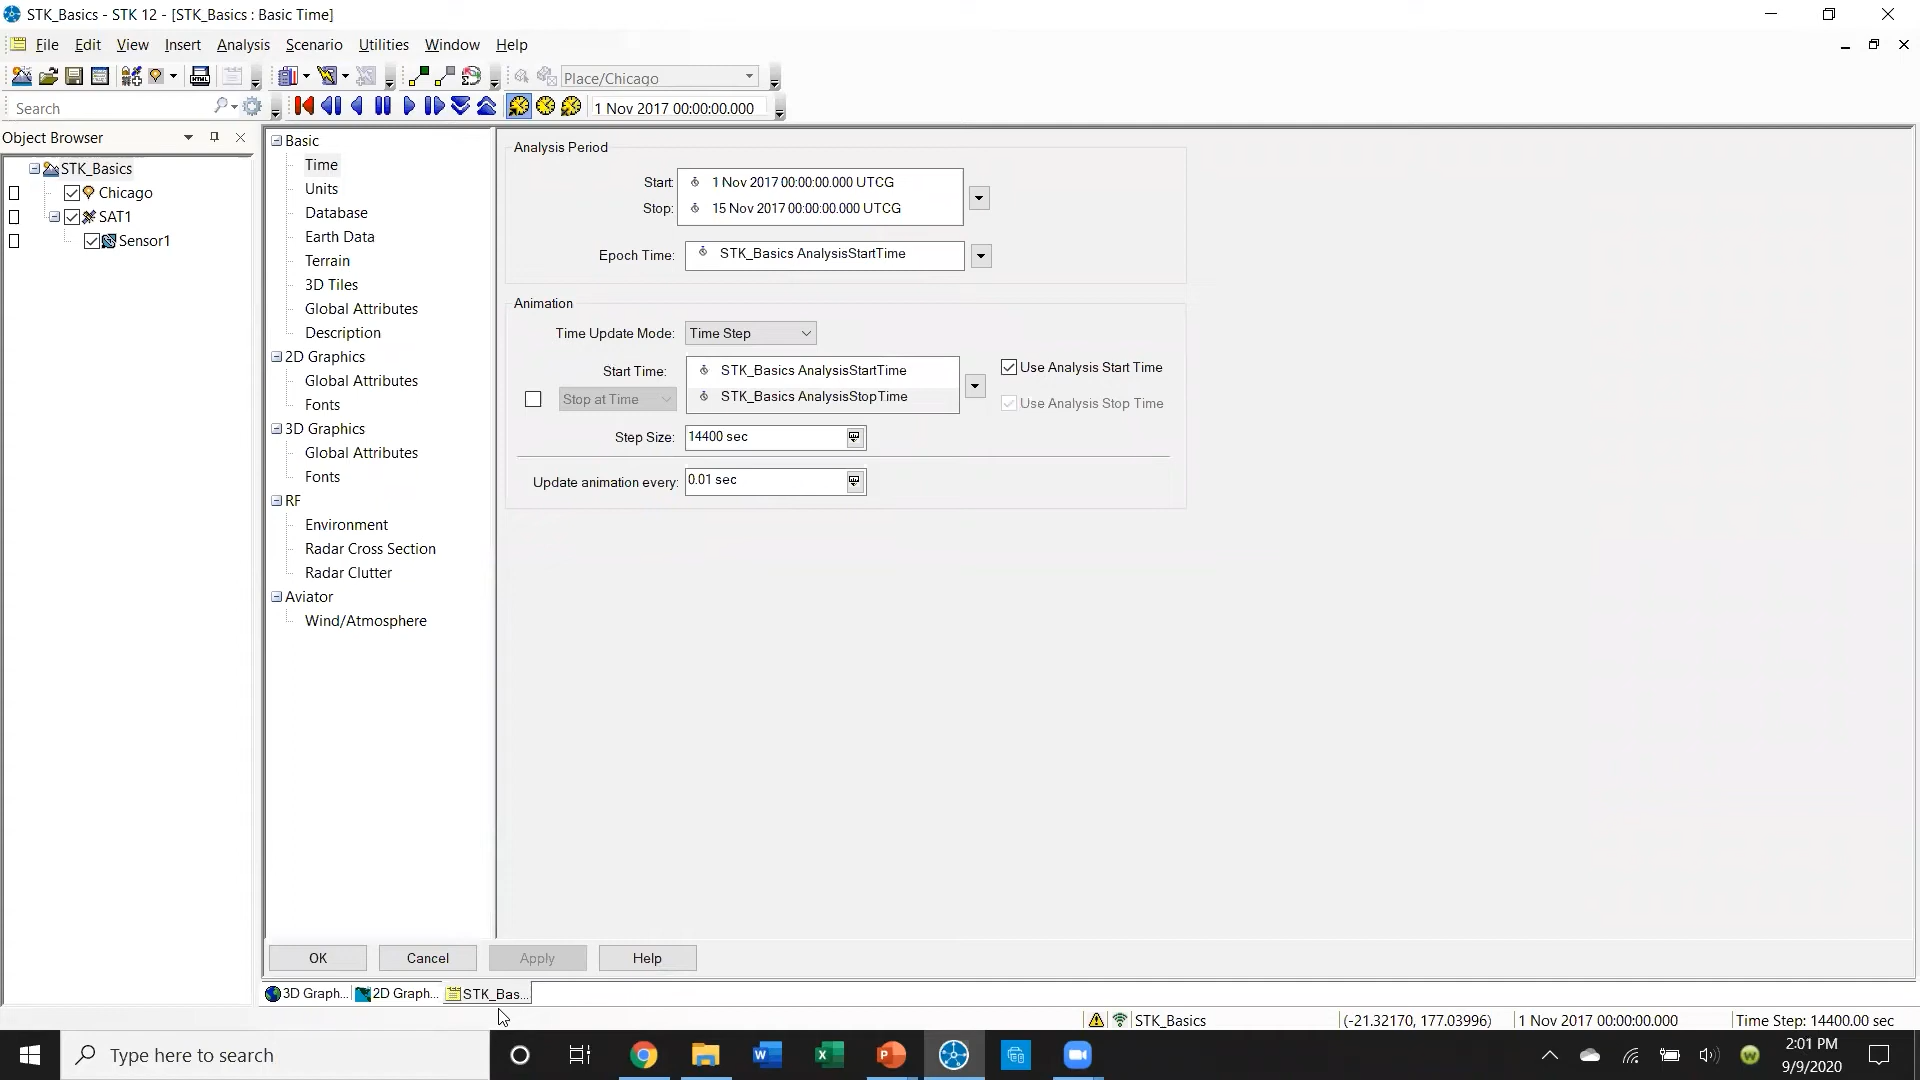 STK_Basics - STK 12 - [STK_Basics : Basic Time]
File Edit View Insert Analysis Scenario Utilities Window Help
Place/Chicago
Search
1 Nov 2017 00:00:00.000
Object Browser
STK_Basics
Chicago
SAT1
Sensor1
Basic
Time
Units
Database
Earth Data
Terrain
3D Tiles
Global Attributes
Description
2D Graphics
Global Attributes
Fonts
3D Graphics
Global Attributes
Fonts
RF
Environment
Radar Cross Section
Radar Clutter
Aviator
Wind/Atmosphere
Analysis Period
Start: 1 Nov 2017 00:00:00.000 UTCG
Stop: 15 Nov 2017 00:00:00.000 UTCG
Epoch Time: STK_Basics AnalysisStartTime
Animation
Time Update Mode: Time Step
Start Time: STK_Basics AnalysisStartTime Use Analysis Start Time
Stop at Time STK_Basics AnalysisStopTime Use Analysis Stop Time
Step Size: 14400 sec
Update animation every: 0.01 sec
OK Cancel Apply Help
3D Graph... 2D Graph... STK_Bas...
STK_Basics (-21.32170, 177.03996) 1 Nov 2017 00:00:00.000 Time Step: 14400.00 sec
Type here to search
2:01 PM
9/9/2020